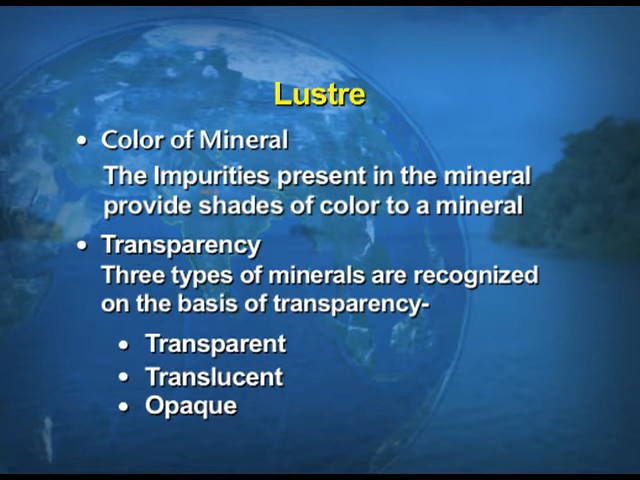 Lustre
• Color of Mineral
The Impurities present in the mineral
provide shades of color to a mineral
• Transparency
Three types of minerals are recognized
on the basis of transparency-
• Transparent
• Translucent
• Opaque